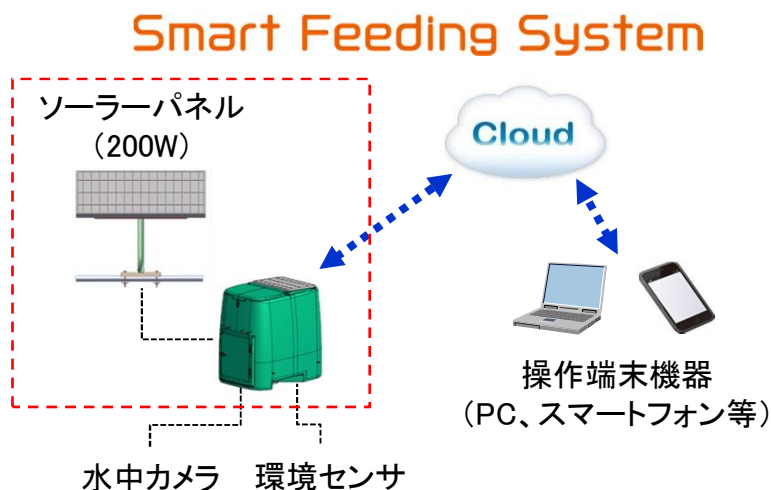 Smart Feeding System
ソーラーパネル
（200W）
Cloud
操作端末機器
（PC、スマートフォン等）
水中カメラ 環境センサ